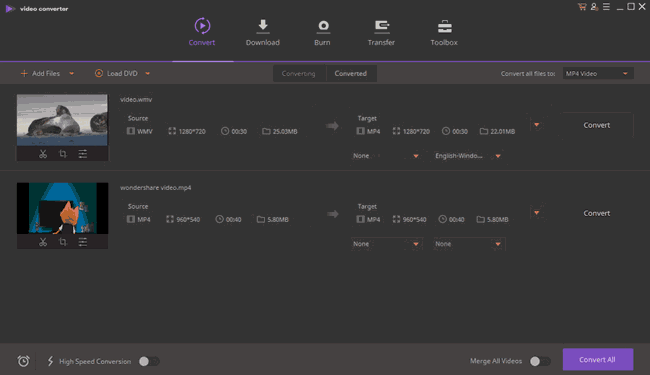 video converter
Convert
Download
Burn
Transfer
Toolbox
Add Files
Load DVD
Converting
Converted
Convert all files to:
MP4 Video
video.wmv
Source
WMV 1280*720 00:30 25.03MB
Target
MP4 1280*720 00:30 22.01MB
Convert
None
English-Windo...
wondershare video.mp4
Source
MP4 960*540 00:40 5.80MB
Target
MP4 960*540 00:40 5.80MB
Convert
None
None
High Speed Conversion
Merge All Videos
Convert All